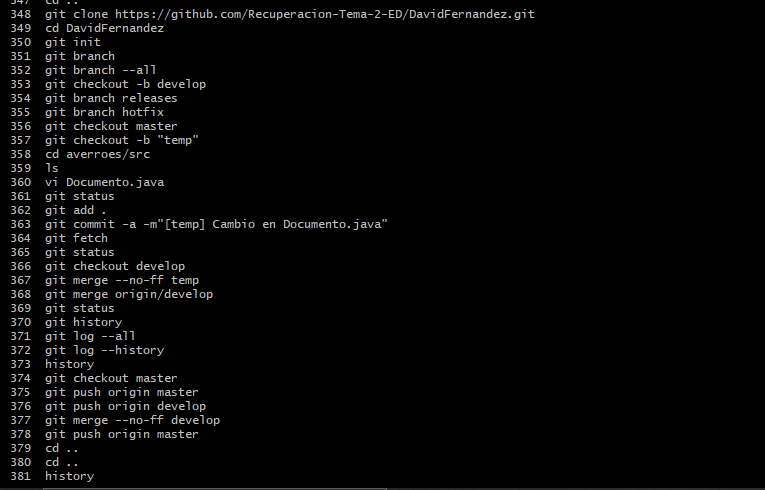 347 cd ..
348 git clone https://github.com/Recuperacion-Tema-2-ED/DavidFernandez.git
349 cd DavidFernandez
350 git init
351 git branch
352 git branch --all
353 git checkout -b develop
354 git branch releases
355 git branch hotfix
356 git checkout master
357 git checkout -b "temp"
358 cd averroes/src
359 ls
360 vi Documento.java
361 git status
362 git add .
363 git commit -a -m"[temp] Cambio en Documento.java"
364 git fetch
365 git status
366 git checkout develop
367 git merge --no-ff temp
368 git merge origin/develop
369 git status
370 git history
371 git log --all
372 git log --history
373 history
374 git checkout master
375 git push origin master
376 git push origin develop
377 git merge --no-ff develop
378 git push origin master
379 cd ..
380 cd ..
381 history